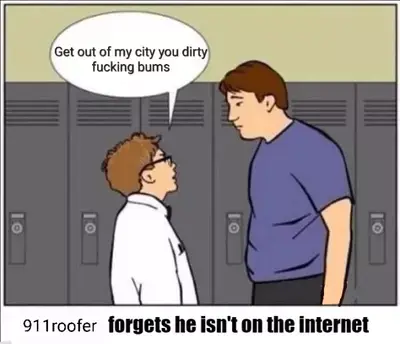 Get out of my city you dirty
fucking bums
911roofer forgets he isn't on the internet